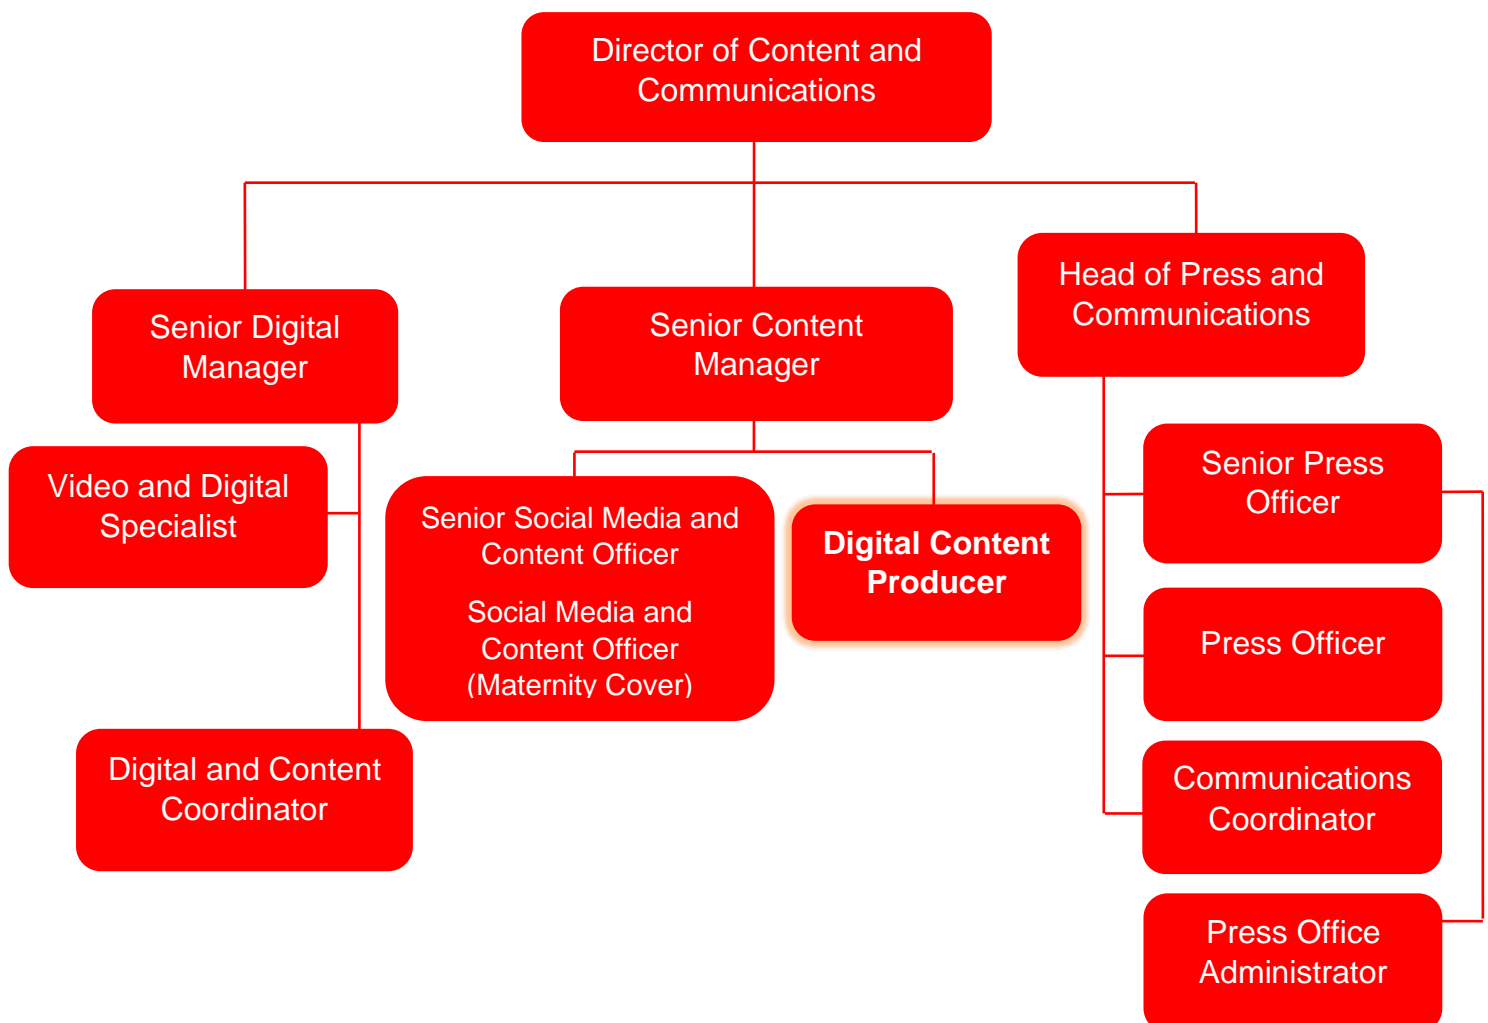 Director of Content and
Communications
Senior Digital
Manager
Senior Content
Manager
Head of Press and
Communications
Video and Digital
Specialist
Senior Social Media and
Content Officer
Social Media and
Content Officer
(Maternity Cover)
Digital Content
Producer
Senior Press
Officer
Press Officer
Digital and Content
Coordinator
Communications
Coordinator
Press Office
Administrator